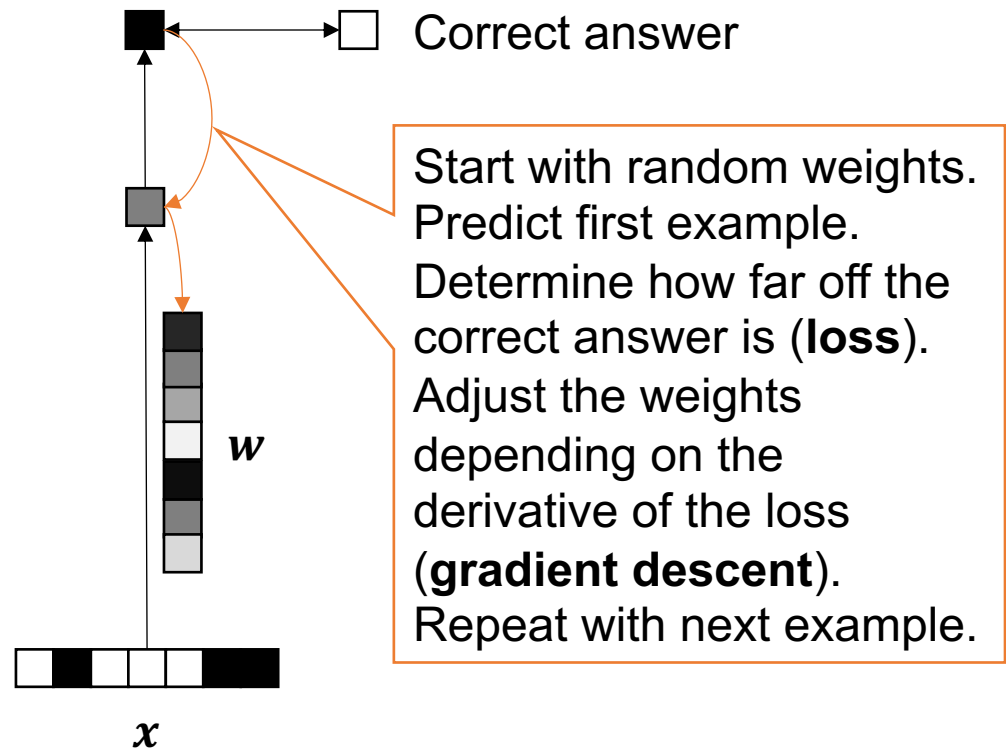 Correct answer
Start with random weights.
Predict first example.
Determine how far off the
correct answer is (loss).
Adjust the weights
depending on the
derivative of the loss
(gradient descent).
Repeat with next example.
w
x